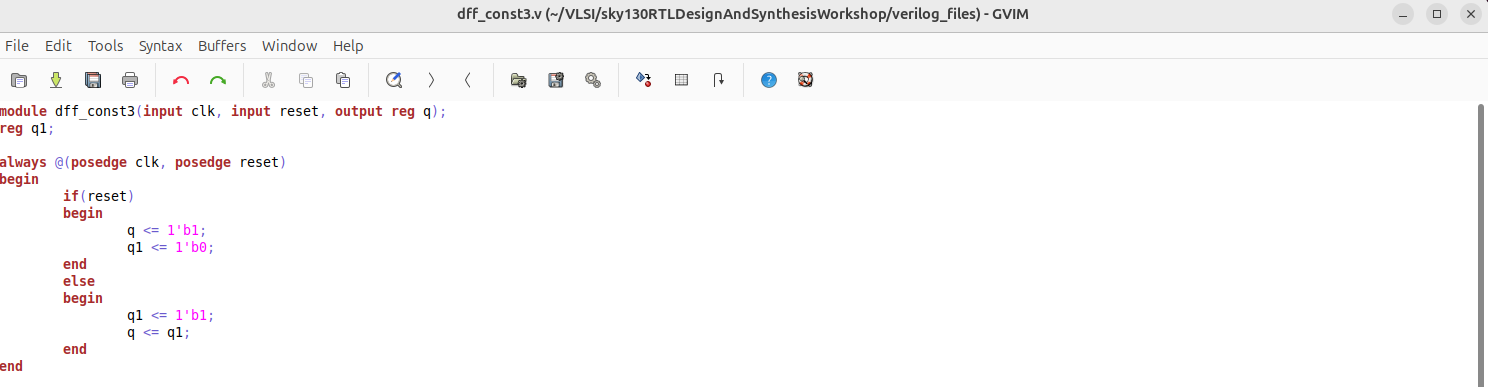 dff_const3.v (~/VLSI/sky130RTLDesignAndSynthesisWorkshop/verilog_files) - GVIM
File Edit Tools Syntax Buffers Window Help
module dff_const3(input clk, input reset, output reg q);
reg q1;
always @(posedge clk, posedge reset)
begin
if(reset)
begin
q <= 1'b1;
q1 <= 1'b0;
end
else
begin
q1 <= 1'b1;
q <= q1;
end
end